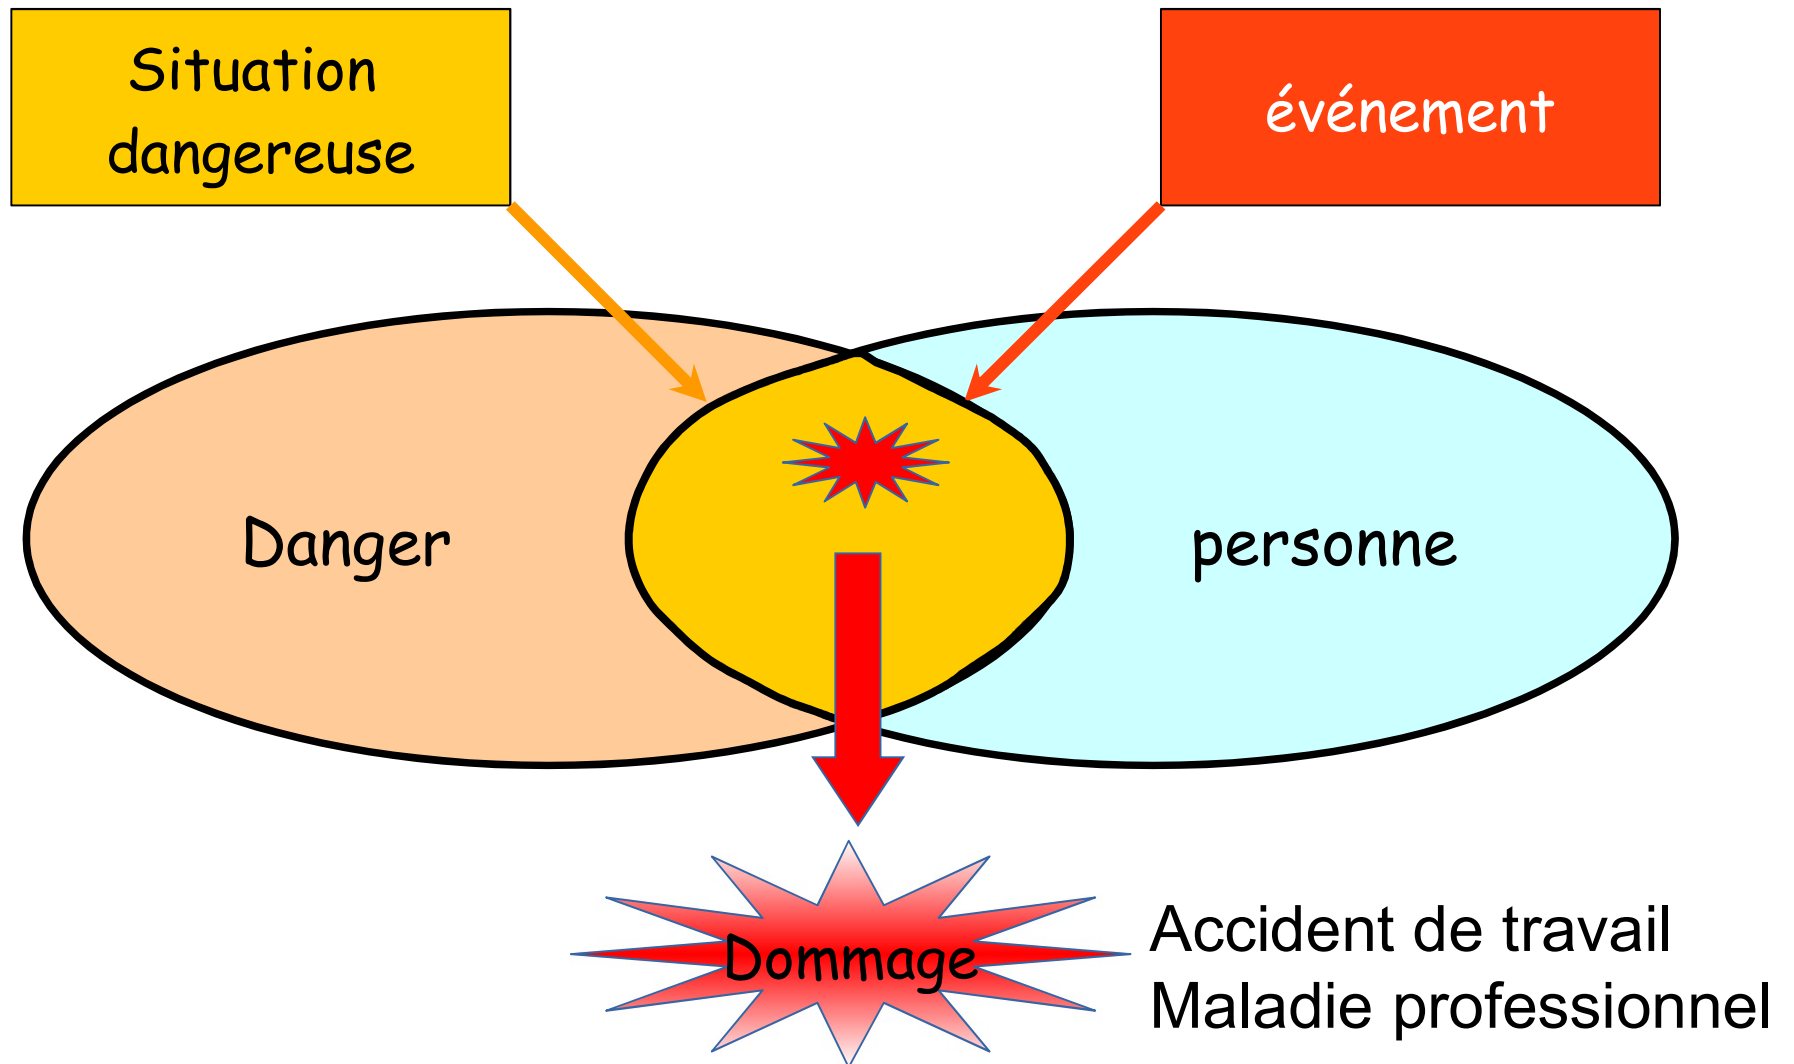 Situation
dangereuse
événement
Danger
personne
Dommage
Accident de travail
Maladie professionnel